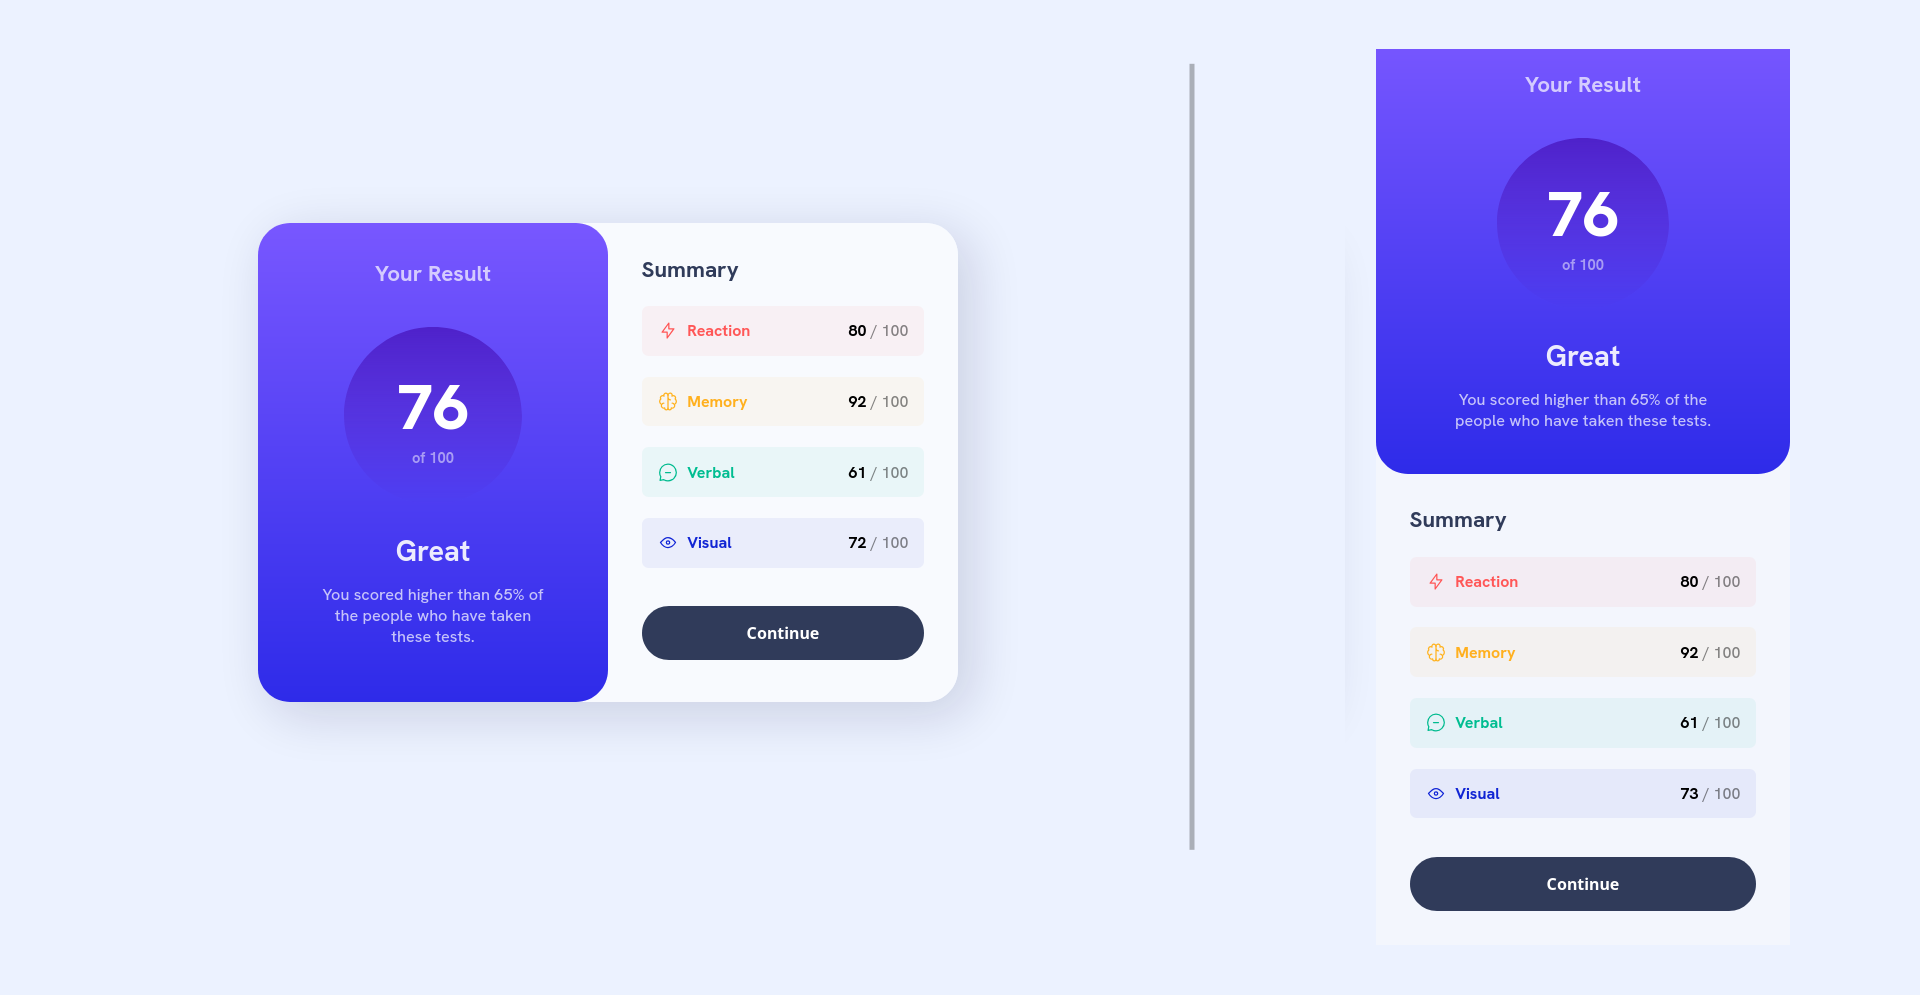 Your Result
76
of 100
Great
You scored higher than 65% of
the people who have taken
these tests.
Summary
Reaction 80 / 100
Memory 92 / 100
Verbal 61 / 100
Visual 72 / 100
Continue
Your Result
76
of 100
Great
You scored higher than 65% of the
people who have taken these tests.
Summary
Reaction 80 / 100
Memory 92 / 100
Verbal 61 / 100
Visual 73 / 100
Continue